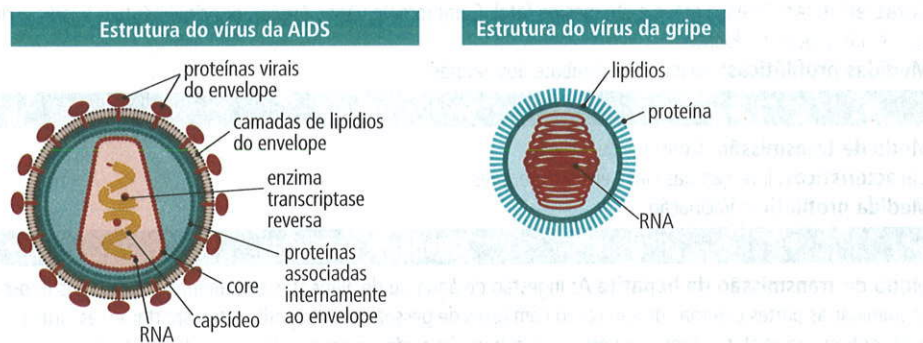 Estrutura do vírus da AIDS
proteínas virais
do envelope
camadas de lipídios
do envelope
enzima
transcriptase
reversa
proteínas
associadas
internamente
ao envelope
core
capsídeo
RNA
Estrutura do vírus da gripe
lipídios
proteína
RNA